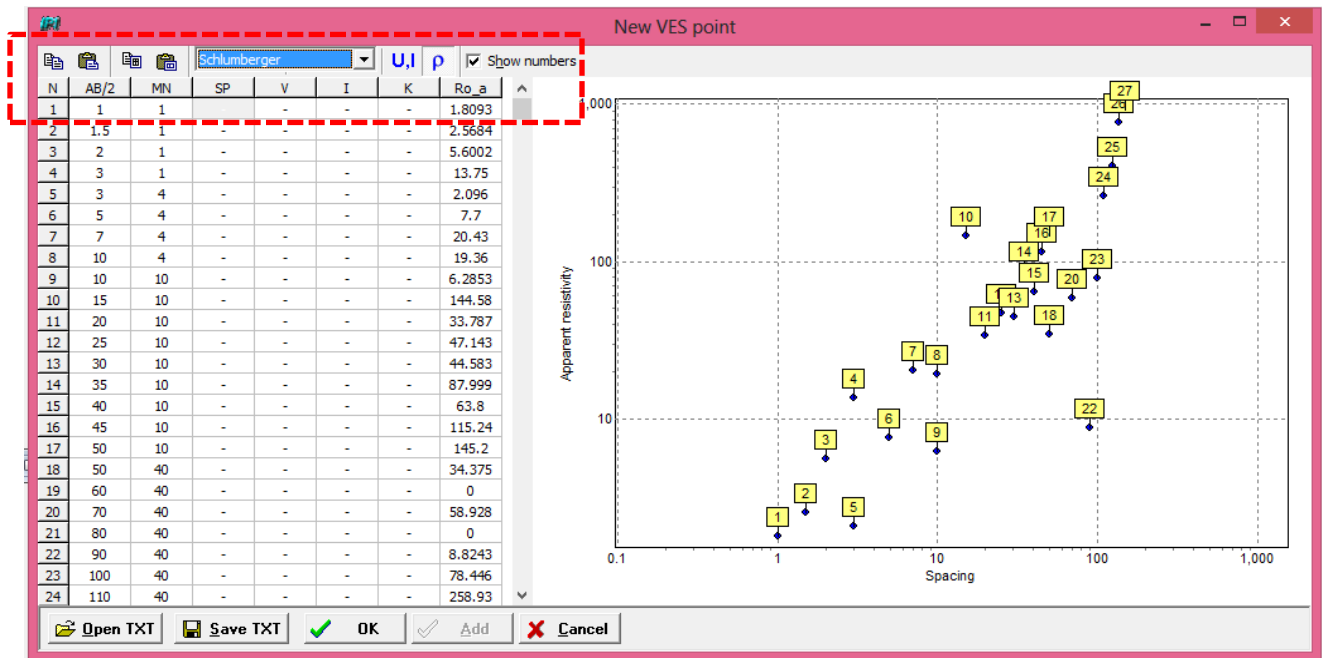 New VES point
Schlumberger U,I ρ Show numbers
N AB/2 MN SP V I K Ro_a
1 1 1 - - - 1.8093
2 1.5 1 - - - - 2.5684
3 2 1 - - - - 5.6002
4 3 1 - - - - 13.75
5 3 4 - - - - 2.096
6 5 4 - - - - 7.7
7 7 4 - - - - 20.43
8 10 4 - - - - 19.36
9 10 10 - - - - 6.2853
10 15 10 - - - - 144.58
11 20 10 - - - - 33.787
12 25 10 - - - - 47.143
13 30 10 - - - - 44.583
14 35 10 - - - - 87.999
15 40 10 - - - - 63.8
16 45 10 - - - - 115.24
17 50 10 - - - - 145.2
18 50 40 - - - - 34.375
19 60 40 - - - - 0
20 70 40 - - - - 58.928
21 80 40 - - - - 0
22 90 40 - - - - 8.8243
23 100 40 - - - - 78.446
24 110 40 - - - - 258.93
Apparent resistivity
,000
100
10
27
26
25
24
10
17
16
14
23
15
20
13
11
18
7
8
4
22
6
9
3
2
5
1
0.1 1 10 100 1,000
Spacing
Open TXT Save TXT OK Add Cancel